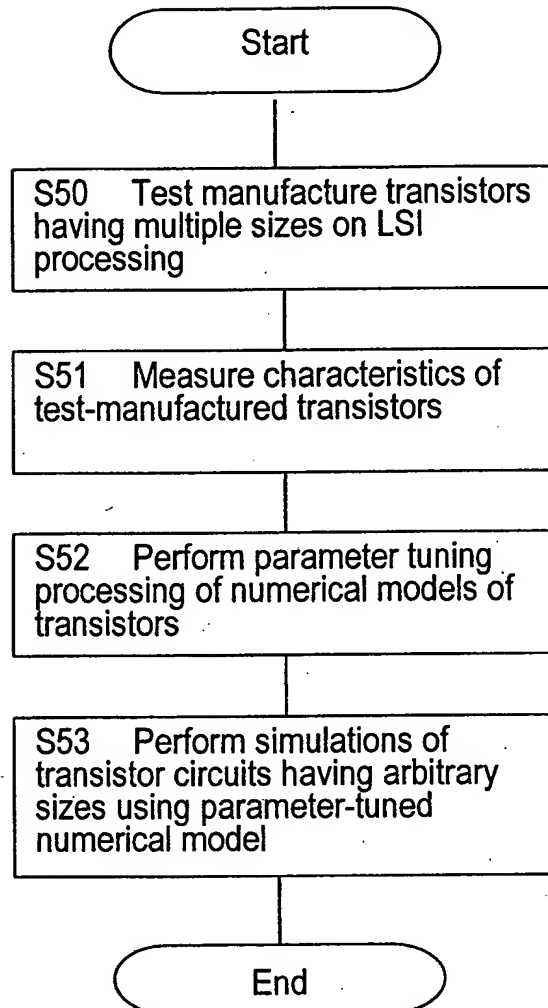 Start
S50 Test manufacture transistors
having multiple sizes on LSI
processing
S51 Measure characteristics of
test-manufactured transistors
S52 Perform parameter tuning
processing of numerical models of
transistors
S53 Perform simulations of
transistor circuits having arbitrary
sizes using parameter-tuned
numerical model
End